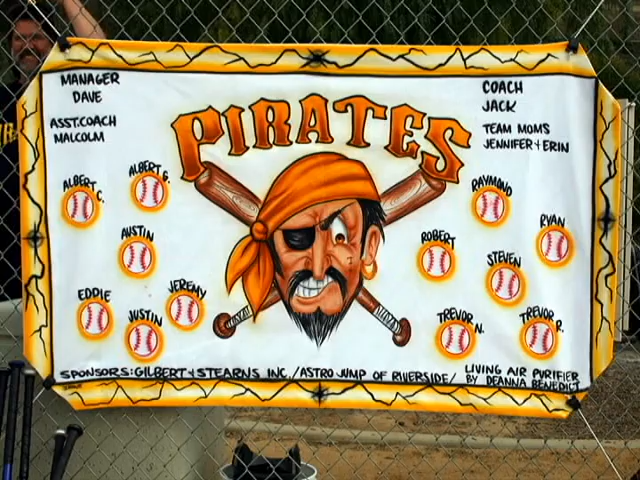 MANAGER
DAVE
ASST.COACH
MALCOLM
PIRATES
COACH
JACK
TEAM MOMS
JENNIFER + ERIN
ALBERT C.
ALBERT G.
AUSTIN
EDDIE
JUSTIN
JEREMY
RAYMOND
RYAN
ROBERT
STEVEN
TREVOR N.
TREVOR R.
SPONSORS: GILBERT + STEARNS INC. / ASTRO JUMP OF RIVERSIDE / LIVING AIR PURIFIER
BY DEANNA BENEDICT